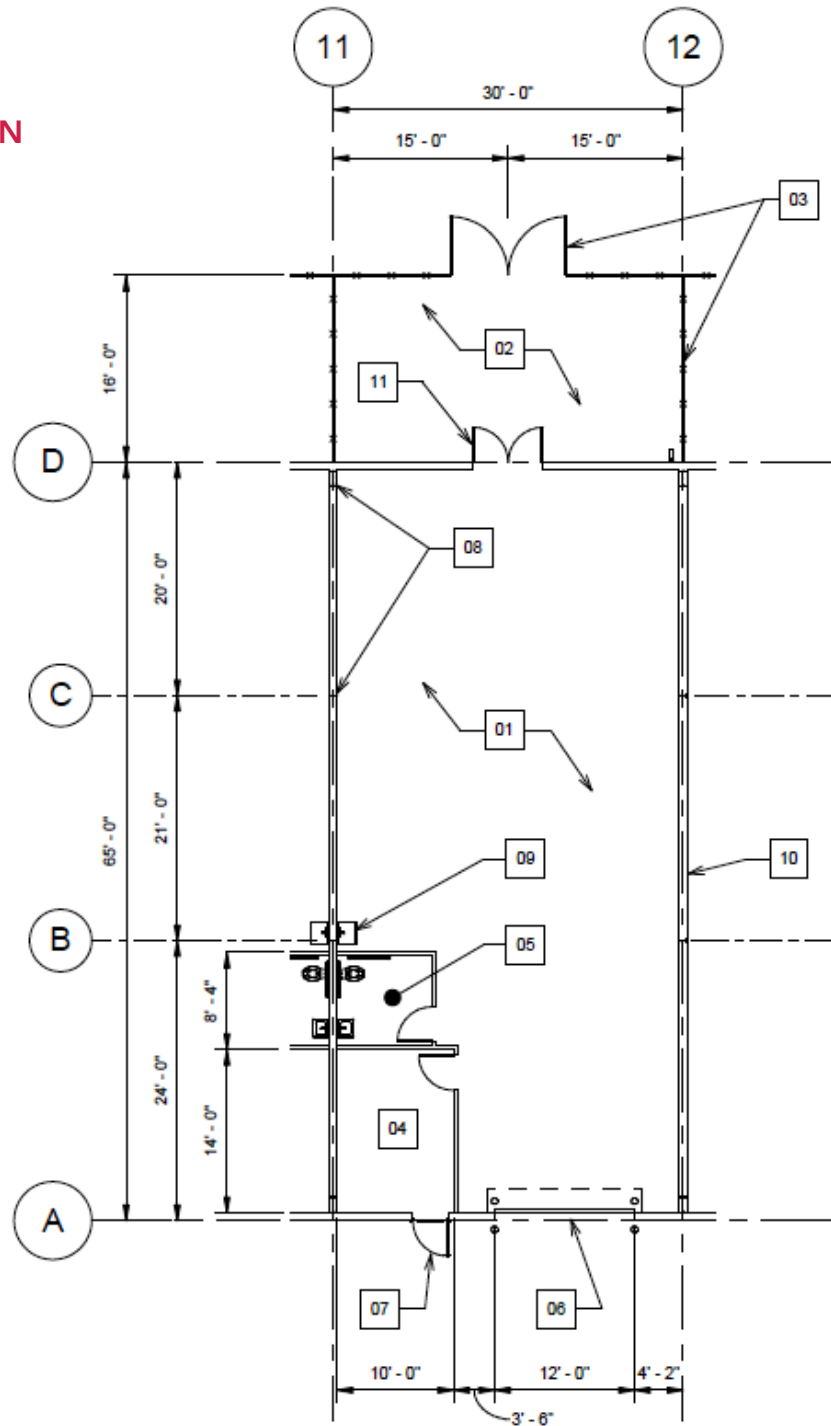 11
12
30' - 0"
N
15' - 0"
15' - 0"
03
16' - 0"
02
11
D
08
20' - 0"
C
01
21' - 0"
65' - 0"
09
10
B
05
8' - 4"
24' - 0"
14' - 0"
04
A
07
06
10' - 0"
12' - 0"
4' - 2"
3' - 6"